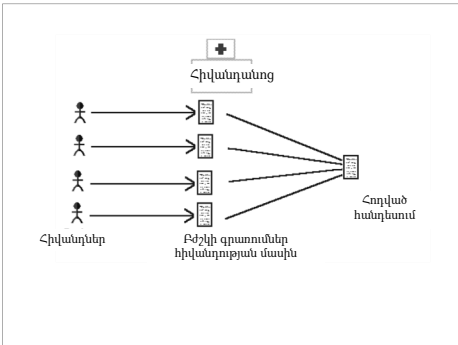 Հիվանդանոց
Հոդված
հանդեսում
Հիվանդներ
Բժշկի գրառումներ
հիվանդության մասին